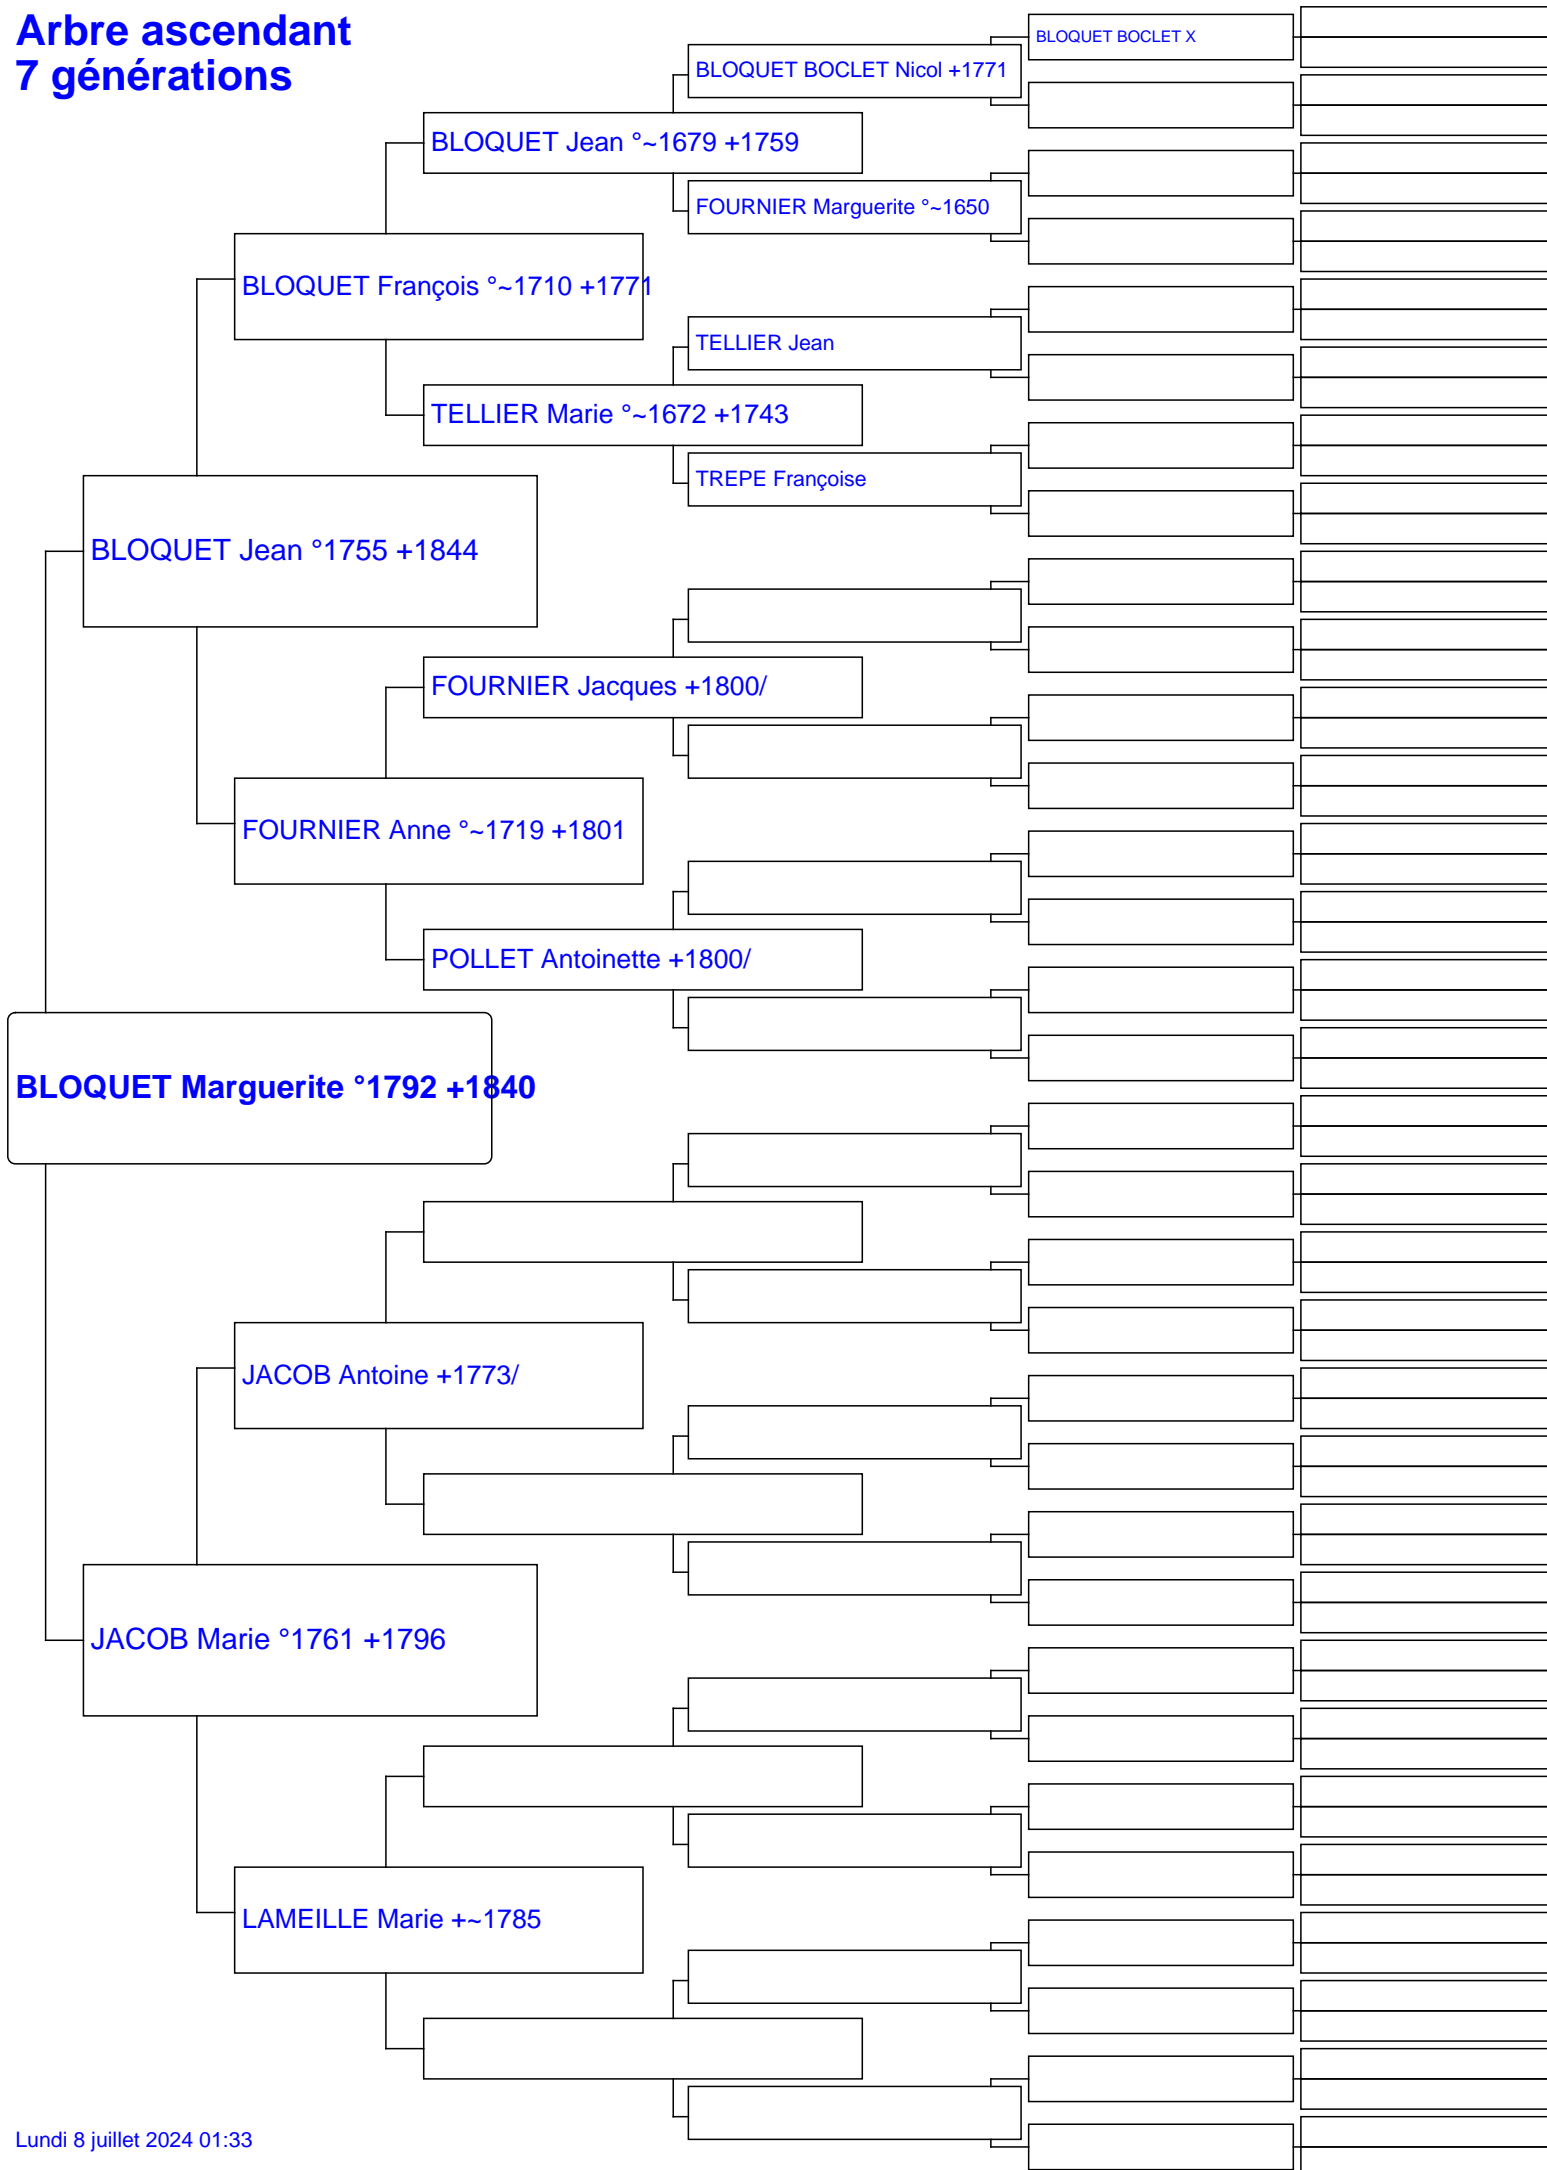 Arbre ascendant
7 générations
BLOQUET BOCLET X
BLOQUET BOCLET Nicol +1771
BLOQUET Jean °~1679 +1759
FOURNIER Marguerite °~1650
BLOQUET François °~1710 +1771
TELLIER Jean
TELLIER Marie °~1672 +1743
TREPE Françoise
BLOQUET Jean °1755 +1844
FOURNIER Jacques +1800/
FOURNIER Anne °~1719 +1801
POLLET Antoinette +1800/
BLOQUET Marguerite °1792 +1840
JACOB Antoine +1773/
JACOB Marie °1761 +1796
LAMEILLE Marie +~1785
Lundi 8 juillet 2024 01:33